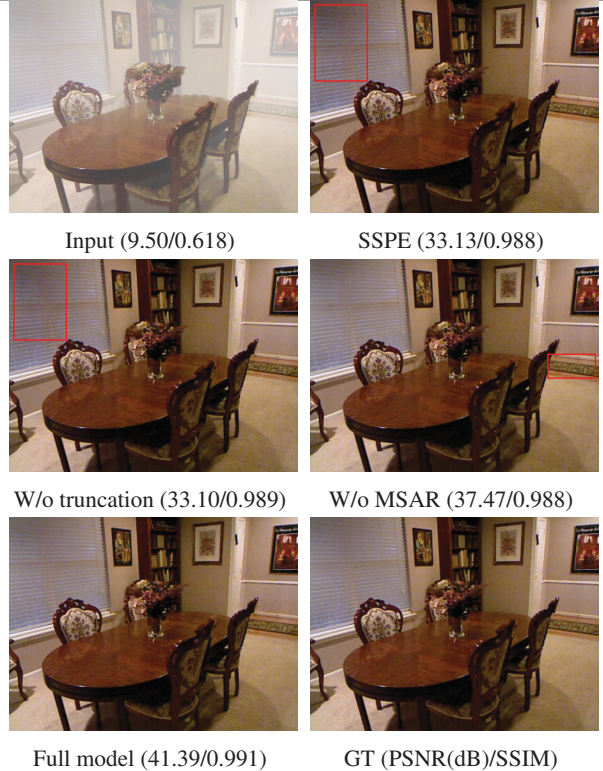 Input (9.50/0.618)
SSPE (33.13/0.988)
W/o truncation (33.10/0.989)
W/o MSAR (37.47/0.988)
Full model (41.39/0.991)
GT (PSNR(dB)/SSIM)